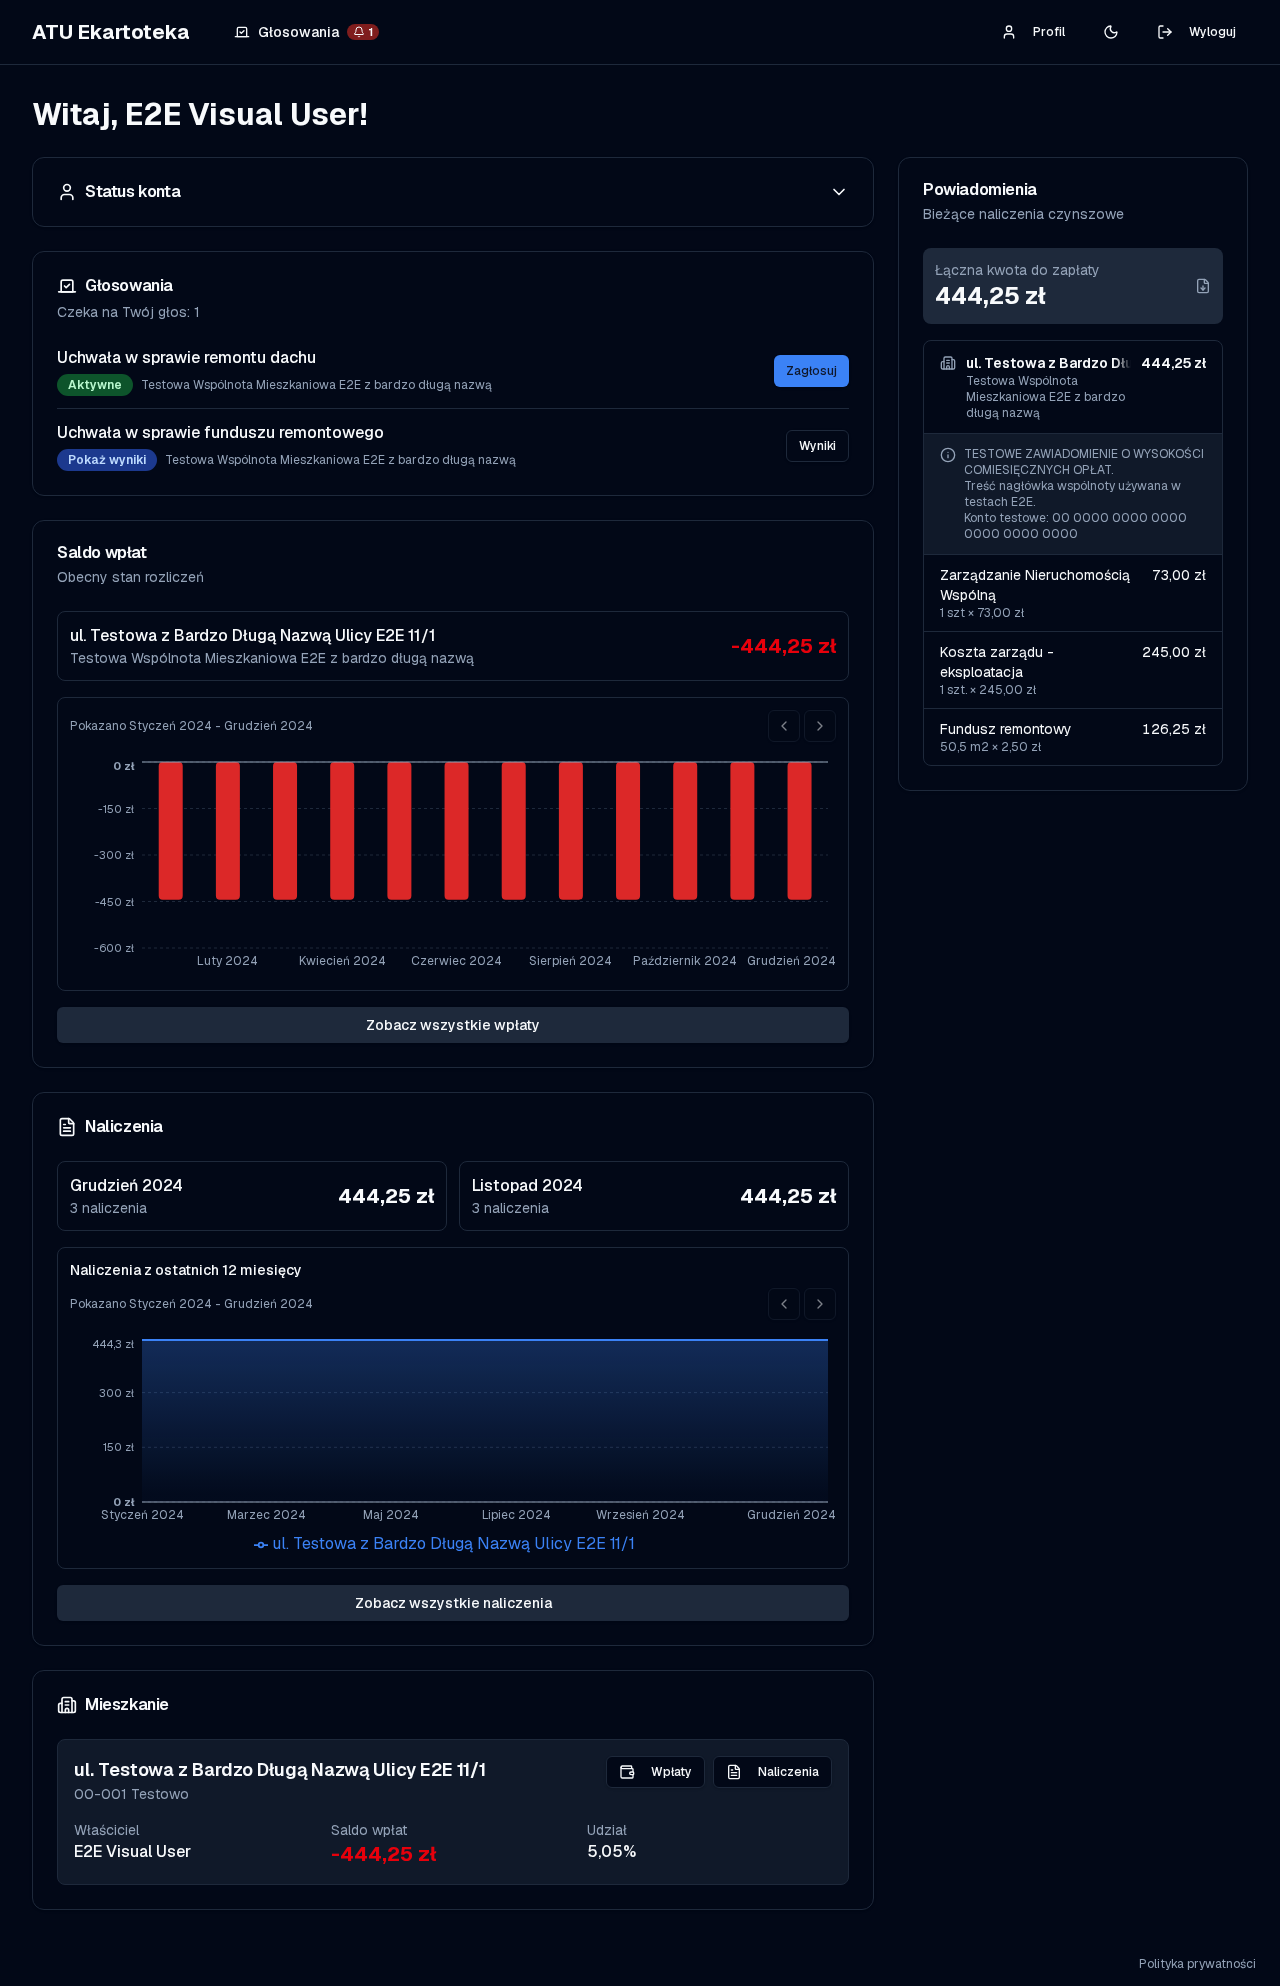 ATU Ekartoteka
Głosowania 1
Profil
Wyloguj
Witaj, E2E Visual User!
Status konta
Głosowania
Czeka na Twój głos: 1
Uchwała w sprawie remontu dachu
Aktywne Testowa Wspólnota Mieszkaniowa E2E z bardzo długą nazwą
Zagłosuj
Uchwała w sprawie funduszu remontowego
Pokaż wyniki Testowa Wspólnota Mieszkaniowa E2E z bardzo długą nazwą
Wyniki
Saldo wpłat
Obecny stan rozliczeń
ul. Testowa z Bardzo Długą Nazwą Ulicy E2E 11/1
Testowa Wspólnota Mieszkaniowa E2E z bardzo długą nazwą
-444,25 zł
Pokazano Styczeń 2024 - Grudzień 2024
0 zł
-150 zł
-300 zł
-450 zł
-600 zł
Luty 2024 Kwiecień 2024 Czerwiec 2024 Sierpień 2024 Październik 2024 Grudzień 2024
Zobacz wszystkie wpłaty
Naliczenia
Grudzień 2024
3 naliczenia
444,25 zł
Listopad 2024
3 naliczenia
444,25 zł
Naliczenia z ostatnich 12 miesięcy
Pokazano Styczeń 2024 - Grudzień 2024
444,3 zł
300 zł
150 zł
0 zł
Styczeń 2024 Marzec 2024 Maj 2024 Lipiec 2024 Wrzesień 2024 Grudzień 2024
ul. Testowa z Bardzo Długą Nazwą Ulicy E2E 11/1
Zobacz wszystkie naliczenia
Mieszkanie
ul. Testowa z Bardzo Długą Nazwą Ulicy E2E 11/1
00-001 Testowo
Wpłaty
Naliczenia
Właściciel
E2E Visual User
Saldo wpłat
-444,25 zł
Udział
5,05%
Powiadomienia
Bieżące naliczenia czynszowe
Łączna kwota do zapłaty
444,25 zł
ul. Testowa z Bardzo Dłu 444,25 zł
Testowa Wspólnota
Mieszkaniowa E2E z bardzo
długą nazwą
TESTOWE ZAWIADOMIENIE O WYSOKOŚCI
COMIESIĘCZNYCH OPŁAT.
Treść nagłówka wspólnoty używana w
testach E2E.
Konto testowe: 00 0000 0000 0000
0000 0000 0000
Zarządzanie Nieruchomością 73,00 zł
Wspólną
1 szt × 73,00 zł
Koszta zarządu - 245,00 zł
eksploatacja
1 szt. × 245,00 zł
Fundusz remontowy 126,25 zł
50,5 m2 × 2,50 zł
Polityka prywatności